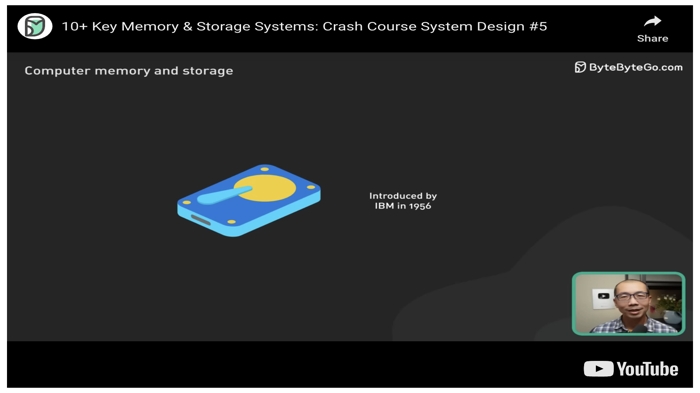 10+ Key Memory & Storage Systems: Crash Course System Design #5
Share
Computer memory and storage
ByteByteGo.com
Introduced by
IBM in 1956
YouTube